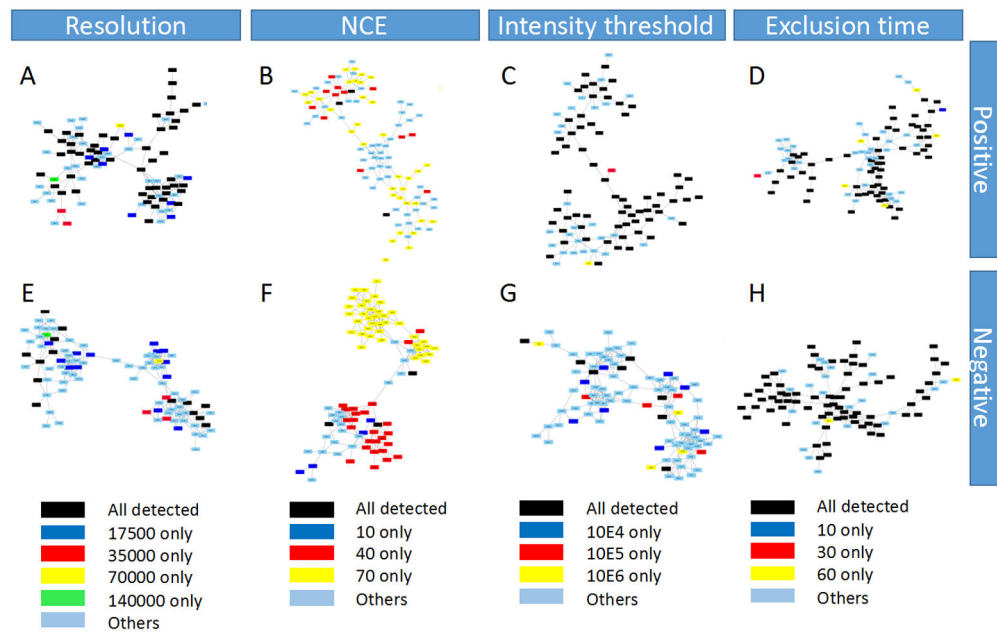 Resolution NCE Intensity threshold Exclusion time
A B C D Positive
E F G H Negative
All detected All detected All detected All detected
17500 only 10 only 10E4 only 10 only
35000 only 40 only 10E5 only 30 only
70000 only 70 only 10E6 only 60 only
140000 only Others Others Others
Others